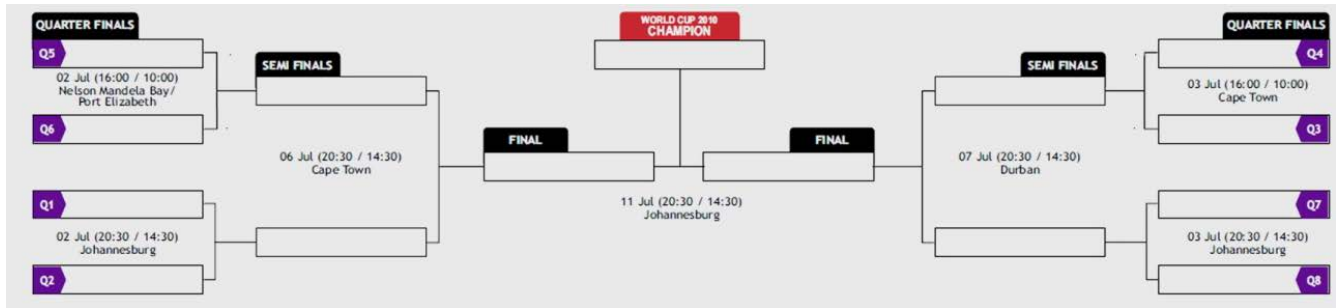 QUARTER FINALS
Q5
02 Jul (16:00 / 10:00)
Nelson Mandela Bay/
Port Elizabeth
Q6
Q1
02 Jul (20:30 / 14:30)
Johannesburg
Q2
SEMI FINALS
06 Jul (20:30 / 14:30)
Cape Town
FINAL
WORLD CUP 2010
CHAMPION
11 Jul (20:30 / 14:30)
Johannesburg
FINAL
SEMI FINALS
07 Jul (20:30 / 14:30)
Durban
QUARTER FINALS
Q4
03 Jul (16:00 / 10:00)
Cape Town
Q3
Q7
03 Jul (20:30 / 14:30)
Johannesburg
Q8